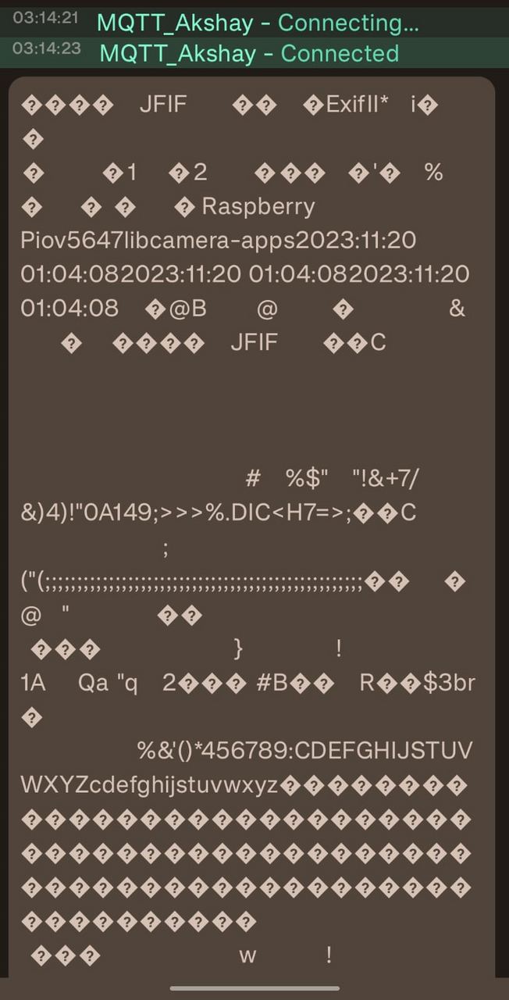 03:14:21 MQTT_Akshay - Connecting...
03:14:23 MQTT_Akshay - Connected
���� JFIF �� �ExifII* i�
�
� �1 �2 ��� �'� %
� � � � Raspberry
Piov5647libcamera-apps2023:11:20
01:04:082023:11:20 01:04:082023:11:20
01:04:08 �@B @ � &
� ���� JFIF ��C
# %$" "!&+7/
&)4)!"0A149;>>>%.DIC<H7=>;��C
;
("(;;;;;;;;;;;;;;;;;;;;;;;;;;;;;;;;;;;;;;;;;;;;;;;;;;�� �
@ " ��
��� } !
1A Qa "q 2��� #B�� R��$3br
�
%&'()*456789:CDEFGHIJSTUV
WXYZcdefghijstuvwxyz��������
�������������������
�������������������
�������������������
����������
��� w !